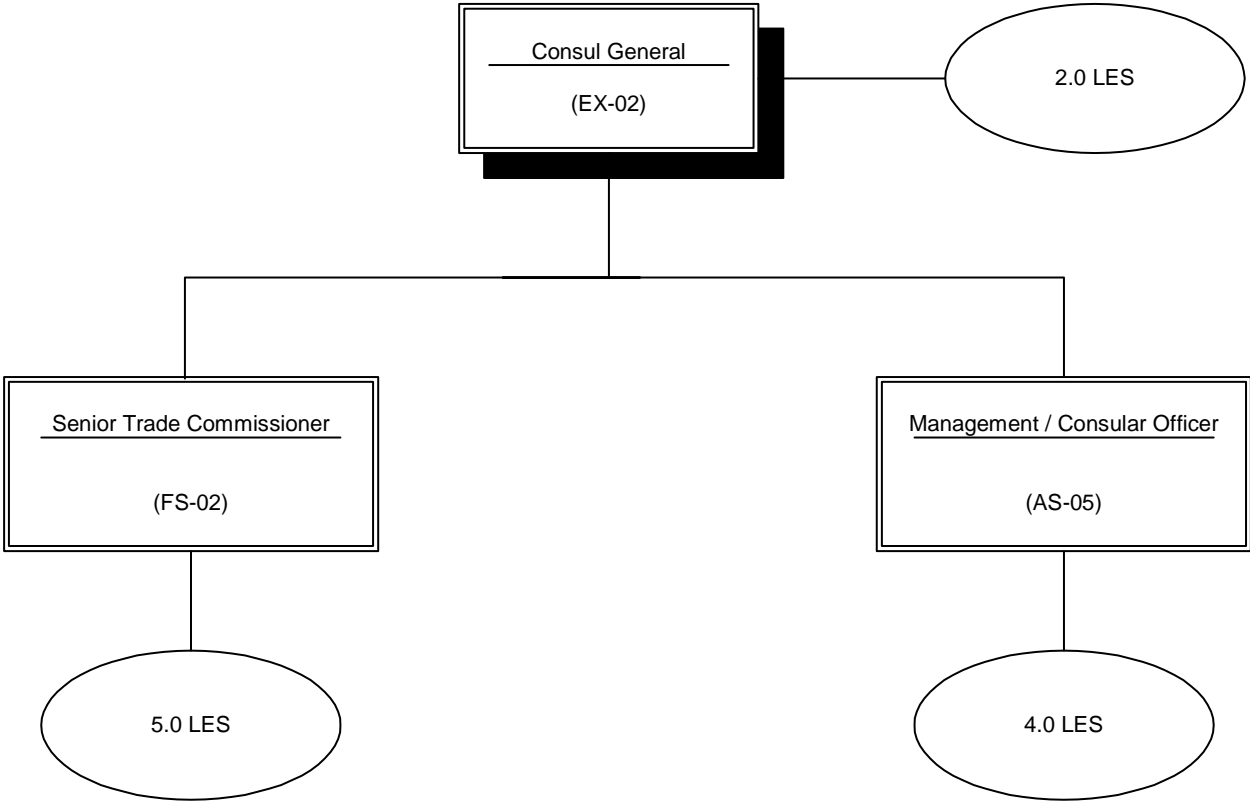 Consul General
(EX-02)
2.0 LES
Senior Trade Commissioner
(FS-02)
Management / Consular Officer
(AS-05)
5.0 LES
4.0 LES